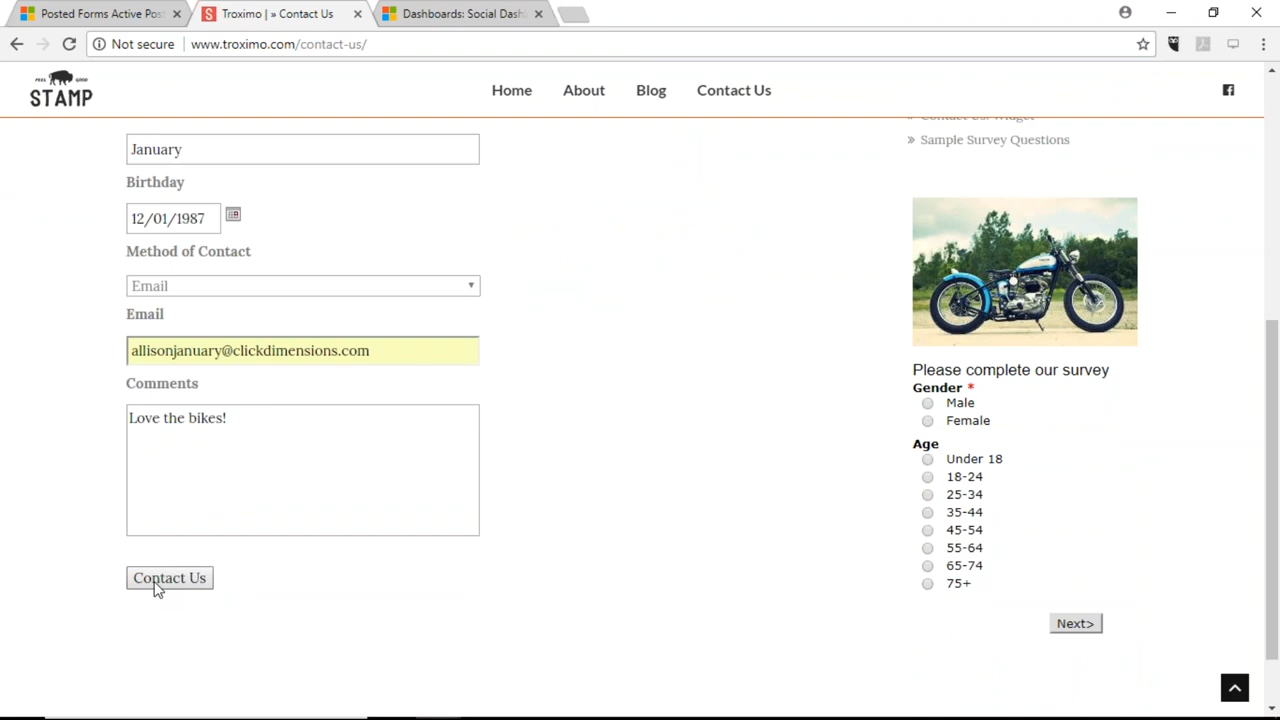 Posted Forms Active Pos
Troximo | » Contact Us
Dashboards: Social Dash
Not secure
www.troximo.com/contact-us/
FEEL GOOD
STAMP
Home
About
Blog
Contact Us
January
Birthday
12/01/1987
Method of Contact
Email
Email
allisonjanuary@clickdimensions.com
Comments
Love the bikes!
Contact Us
» Sample Survey Questions
Please complete our survey
Gender *
Male
Female
Age
Under 18
18-24
25-34
35-44
45-54
55-64
65-74
75+
Next>